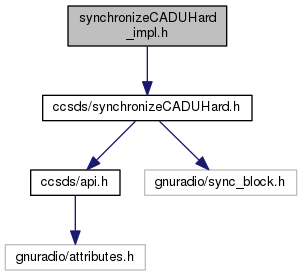 synchronizeCADUHard
_impl.h
ccsds/synchronizeCADUHard.h
ccsds/api.h
gnuradio/sync_block.h
gnuradio/attributes.h